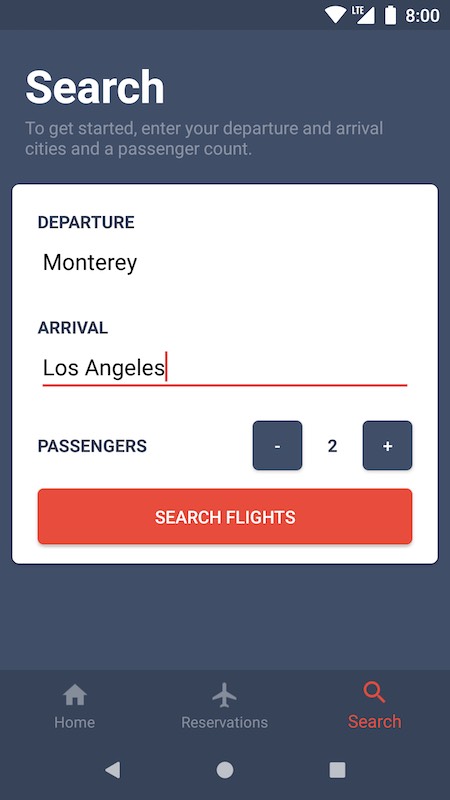 LTE 8:00
Search
To get started, enter your departure and arrival
cities and a passenger count.
DEPARTURE
Monterey
ARRIVAL
Los Angeles
PASSENGERS - 2 +
SEARCH FLIGHTS
Home Reservations Search